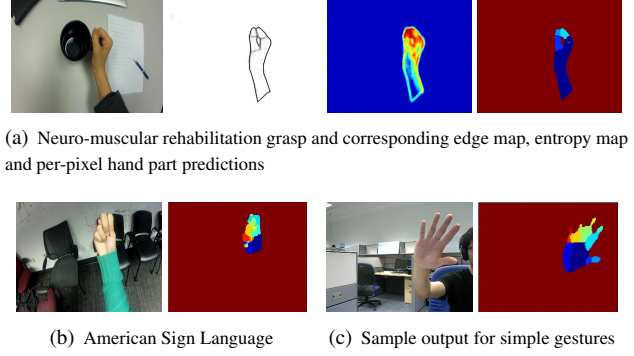 (a) Neuro-muscular rehabilitation grasp and corresponding edge map, entropy map
and per-pixel hand part predictions
(b) American Sign Language
(c) Sample output for simple gestures